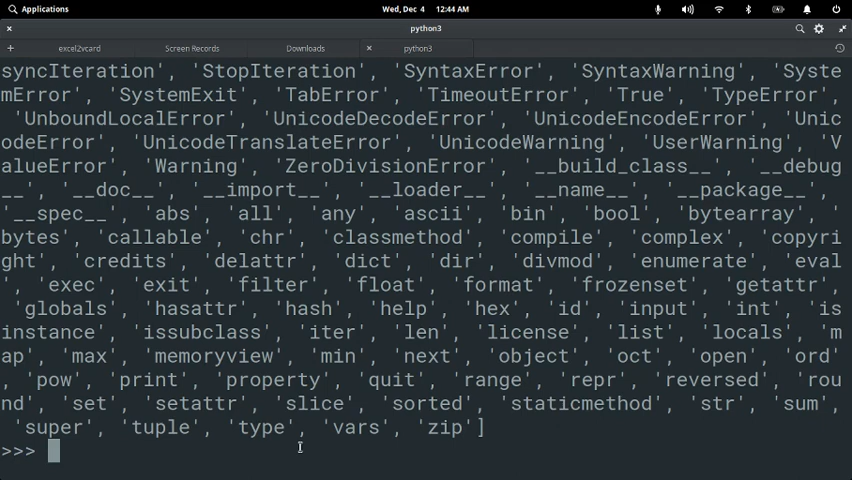 Applications
Wed, Dec 4 12:44 AM
python3
excel2vcard
Screen Records
Downloads
python3
syncIteration', 'StopIteration', 'SyntaxError', 'SyntaxWarning', 'Syste
mError', 'SystemExit', 'TabError', 'TimeoutError', 'True', 'TypeError',
'UnboundLocalError', 'UnicodeDecodeError', 'UnicodeEncodeError', 'Unic
odeError', 'UnicodeTranslateError', 'UnicodeWarning', 'UserWarning', 'V
alueError', 'Warning', 'ZeroDivisionError', '__build_class__', '__debug
__', '__doc__', '__import__', '__loader__', '__name__', '__package__',
'__spec__', 'abs', 'all', 'any', 'ascii', 'bin', 'bool', 'bytearray', '
bytes', 'callable', 'chr', 'classmethod', 'compile', 'complex', 'copyri
ght', 'credits', 'delattr', 'dict', 'dir', 'divmod', 'enumerate', 'eval
', 'exec', 'exit', 'filter', 'float', 'format', 'frozenset', 'getattr',
'globals', 'hasattr', 'hash', 'help', 'hex', 'id', 'input', 'int', 'is
instance', 'issubclass', 'iter', 'len', 'license', 'list', 'locals', 'm
ap', 'max', 'memoryview', 'min', 'next', 'object', 'oct', 'open', 'ord'
, 'pow', 'print', 'property', 'quit', 'range', 'repr', 'reversed', 'rou
nd', 'set', 'setattr', 'slice', 'sorted', 'staticmethod', 'str', 'sum',
'super', 'tuple', 'type', 'vars', 'zip']
>>>